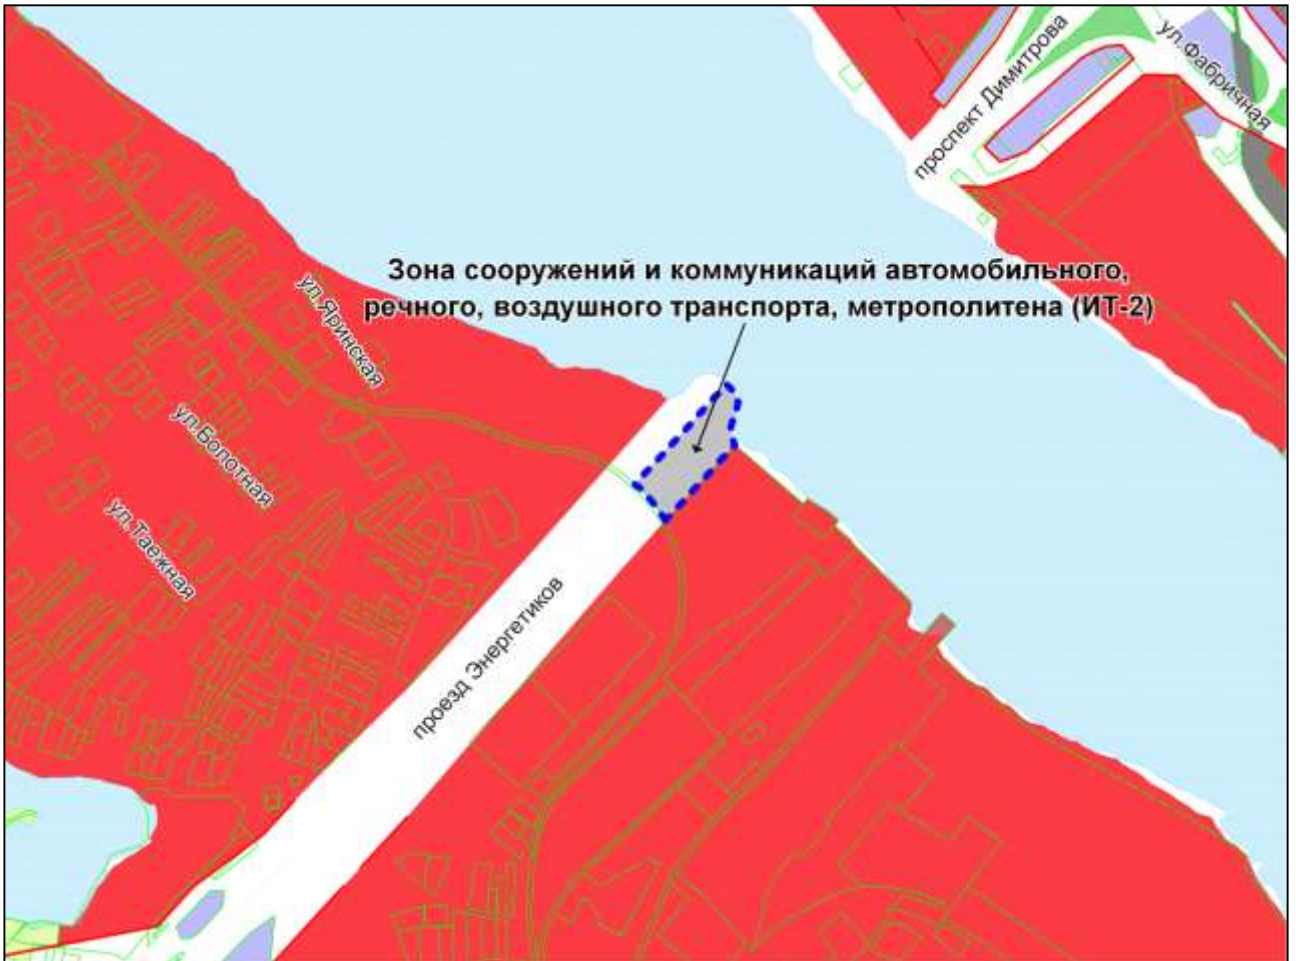 проспект Димитрова
ул.Фабричная
Зона сооружений и коммуникаций автомобильного,
речного, воздушного транспорта, метрополитена (ИТ-2)
ул.Яринская
ул.Болотная
ул.Таежная
проезд Энергетиков